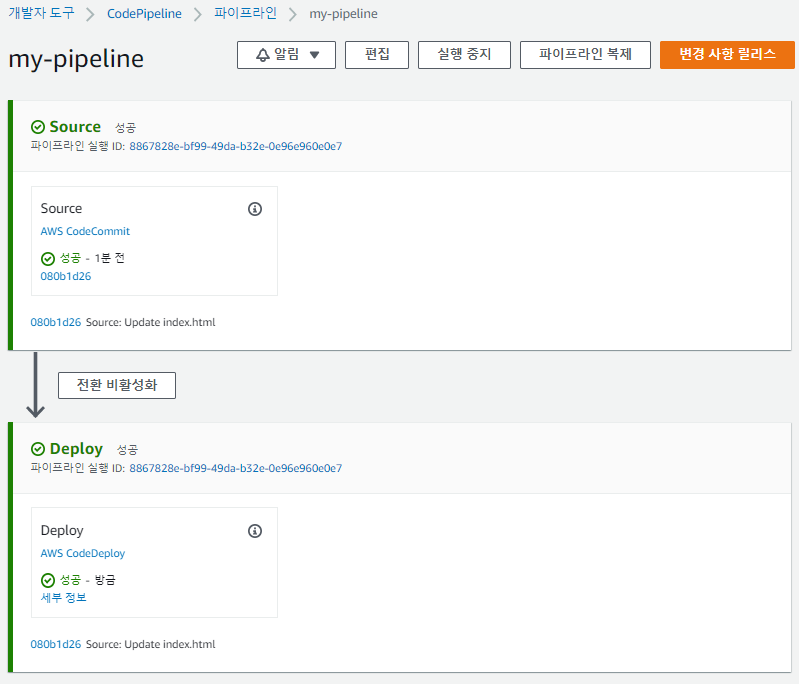 개발자 도구 > CodePipeline > 파이프라인 > my-pipeline
my-pipeline
알림 ▼ 편집 실행 중지 파이프라인 복제 변경 사항 릴리스
Source 성공
파이프라인 실행 ID: 8867828e-bf99-49da-b32e-0e96e960e0e7
Source
AWS CodeCommit
성공 - 1분 전
080b1d26
080b1d26 Source: Update index.html
전환 비활성화
Deploy 성공
파이프라인 실행 ID: 8867828e-bf99-49da-b32e-0e96e960e0e7
Deploy
AWS CodeDeploy
성공 - 방금
세부 정보
080b1d26 Source: Update index.html